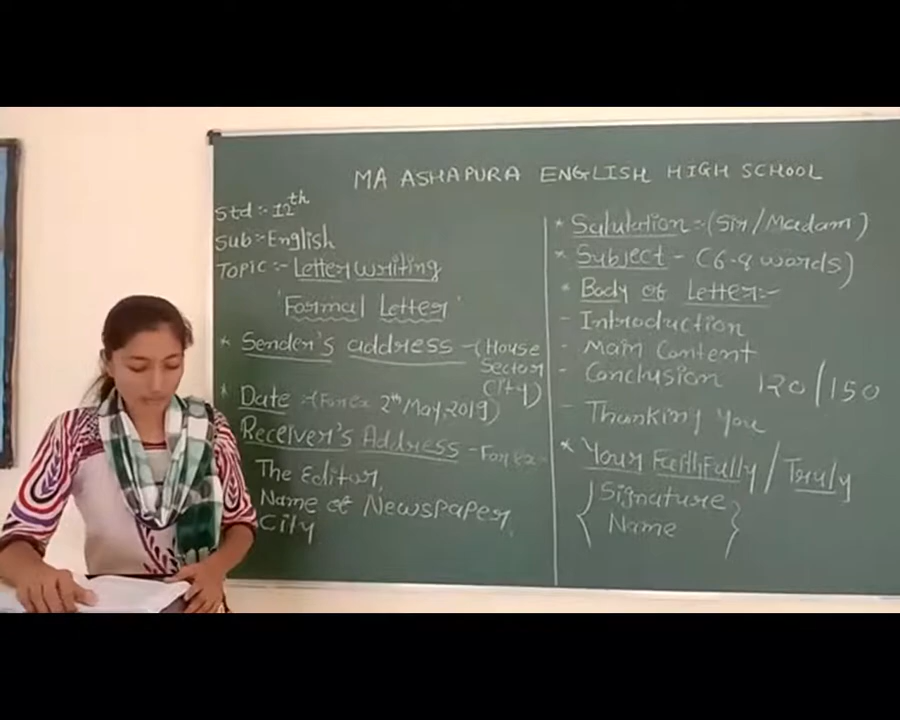 MA ASHAPURA ENGLISH HIGH SCHOOL
Std :- 12th
Sub :- English
TOPIC :- Letter writing
'Formal Letter'
* Sender's address - (House
Sector
City)
* Date :- (For ex 2th May, 2019)
Receiver's Address - For ex -
The Editor,
Name of Newspaper,
City
* Salutation :- (Sir/Madam)
* Subject - (6-8 words)
* Body of Letter :-
- Introduction
- Main Content
- Conclusion 120/150
- Thanking you
* Your Faithfully / Truly
Signature
Name